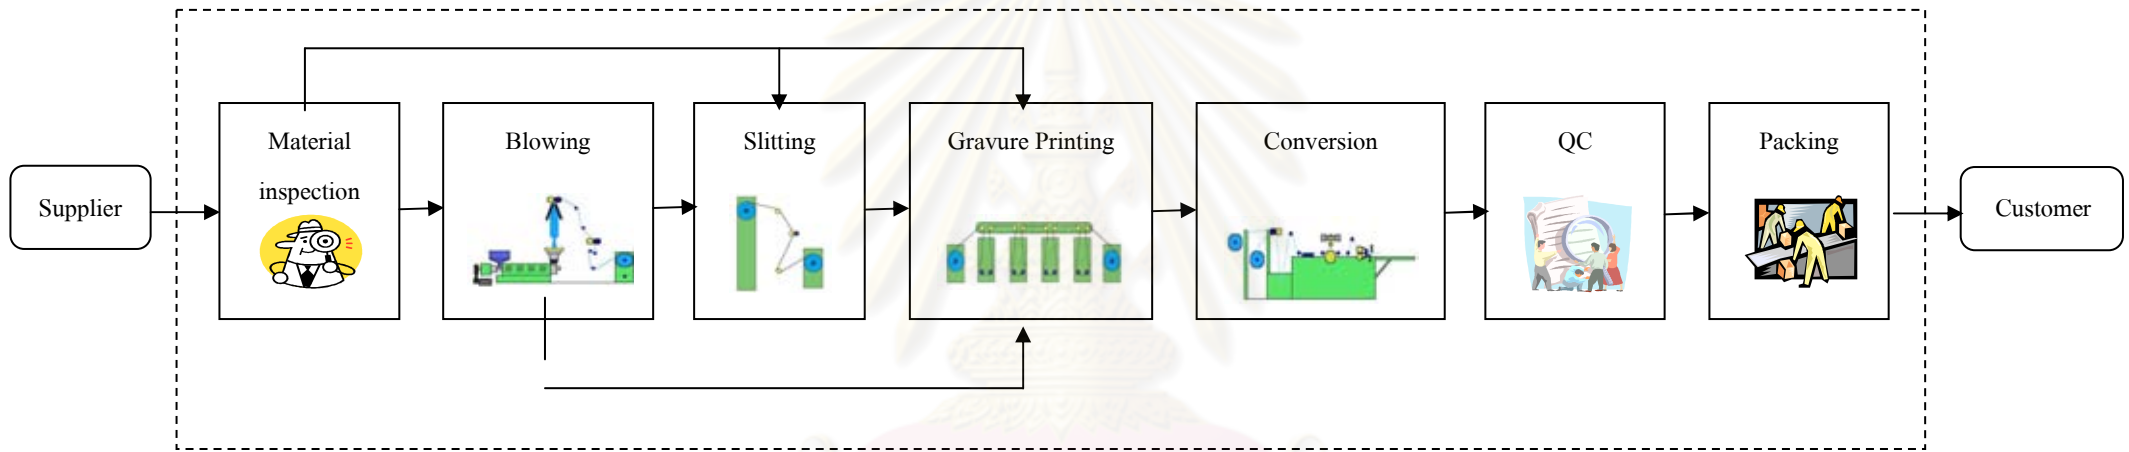 Supplier
Material
inspection
Blowing
Slitting
Gravure Printing
Conversion
QC
Packing
Customer